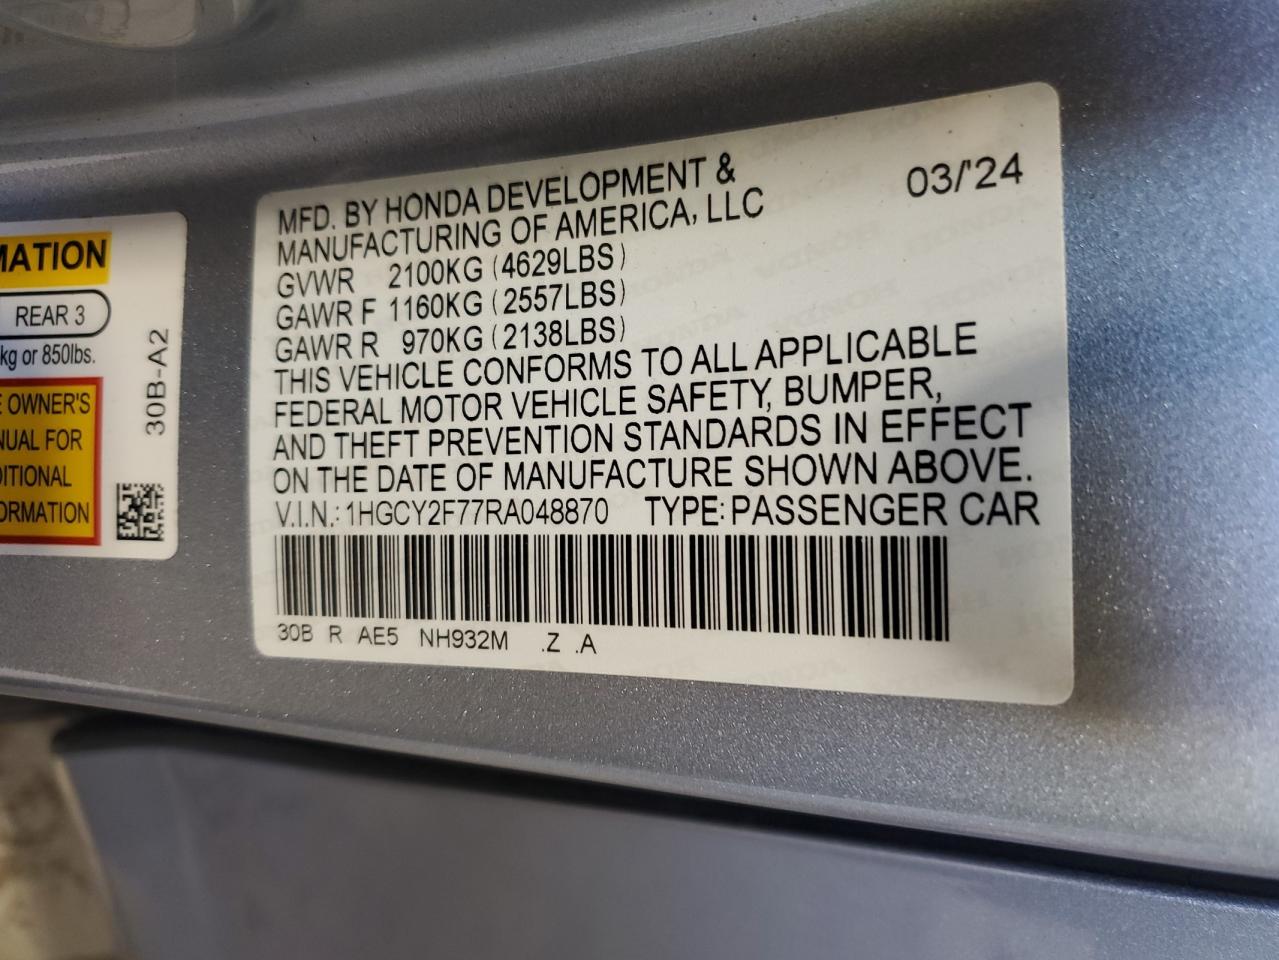 MATION
REAR 3
kg or 850lbs.
E OWNER'S
NUAL FOR
DITIONAL
ORMATION
30B-A2
MFD. BY HONDA DEVELOPMENT &
MANUFACTURING OF AMERICA, LLC
03/'24
GVWR 2100KG (4629LBS)
GAWR F 1160KG (2557LBS)
GAWR R 970KG (2138LBS)
THIS VEHICLE CONFORMS TO ALL APPLICABLE
FEDERAL MOTOR VEHICLE SAFETY, BUMPER,
AND THEFT PREVENTION STANDARDS IN EFFECT
ON THE DATE OF MANUFACTURE SHOWN ABOVE.
V.I.N.: 1HGCY2F77RA048870 TYPE: PASSENGER CAR
30B R AE5 NH932M .Z .A